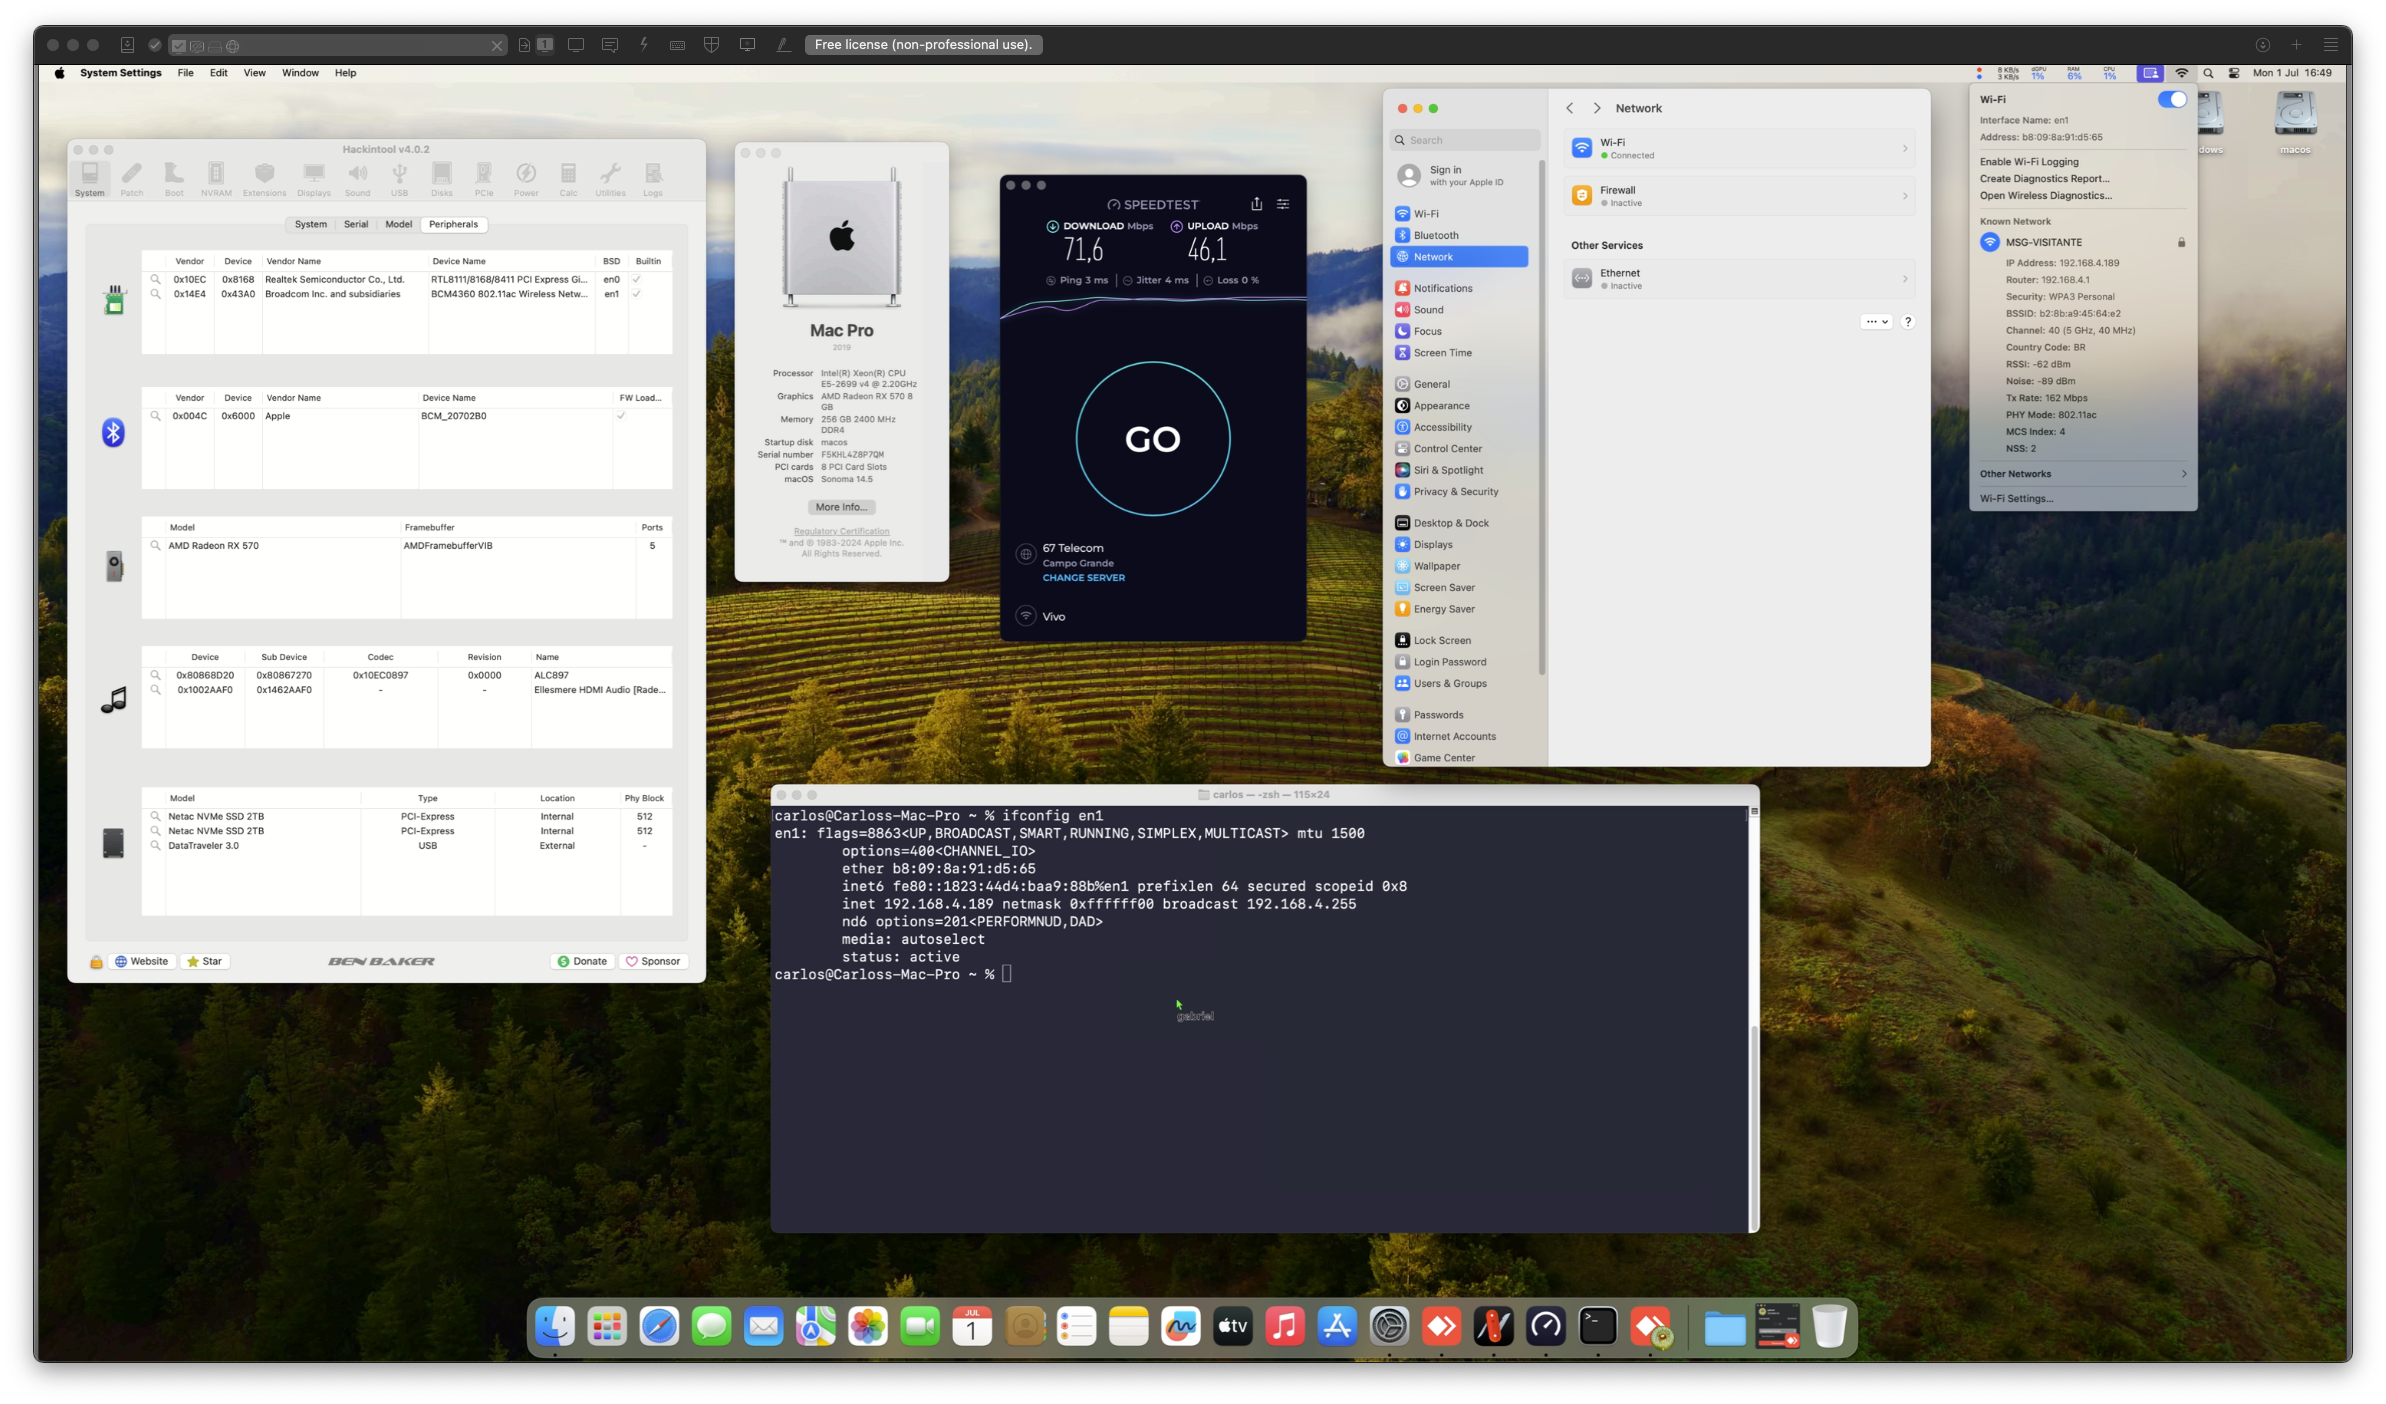 Free license (non-professional use).
System Settings File Edit View Window Help
8 KB/s
3 KB/s
dGPU
1%
RAM
6%
CPU
1%
Mon 1 Jul 16:49
Hackintool v4.0.2
System Patch Boot NVRAM Extensions Displays Sound USB Disks PCIe Power Calc Utilities Logs
System Serial Model Peripherals
Vendor Device Vendor Name Device Name BSD Builtin
0x10EC 0x8168 Realtek Semiconductor Co., Ltd. RTL8111/8168/8411 PCI Express Gi... en0
0x14E4 0x43A0 Broadcom Inc. and subsidiaries BCM4360 802.11ac Wireless Netw... en1
Vendor Device Vendor Name Device Name FW Load...
0x004C 0x6000 Apple BCM_20702B0
Model Framebuffer Ports
AMD Radeon RX 570 AMDFramebufferVIB 5
Device Sub Device Codec Revision Name
0x80868D20 0x80867270 0x10EC0897 0x0000 ALC897
0x1002AAF0 0x1462AAF0 - - Ellesmere HDMI Audio [Rade...
Model Type Location Phy Block
Netac NVMe SSD 2TB PCI-Express Internal 512
Netac NVMe SSD 2TB PCI-Express Internal 512
DataTraveler 3.0 USB External -
Website Star BEN BAKER Donate Sponsor
Mac Pro
2019
Processor Intel(R) Xeon(R) CPU
E5-2699 v4 @ 2.20GHz
Graphics AMD Radeon RX 570 8
GB
Memory 256 GB 2400 MHz
DDR4
Startup disk macos
Serial number F5KHL4Z8P7QM
PCI cards 8 PCI Card Slots
macOS Sonoma 14.5
More Info...
Regulatory Certification
™ and © 1983-2024 Apple Inc.
All Rights Reserved.
SPEEDTEST
DOWNLOAD Mbps UPLOAD Mbps
71,6 46,1
Ping 3 ms Jitter 4 ms Loss 0 %
GO
67 Telecom
Campo Grande
CHANGE SERVER
Vivo
Search
Sign in
with your Apple ID
Wi-Fi
Bluetooth
Network
Notifications
Sound
Focus
Screen Time
General
Appearance
Accessibility
Control Center
Siri & Spotlight
Privacy & Security
Desktop & Dock
Displays
Wallpaper
Screen Saver
Energy Saver
Lock Screen
Login Password
Users & Groups
Passwords
Internet Accounts
Game Center
Network
Wi-Fi
Connected
Firewall
Inactive
Other Services
Ethernet
Inactive
?
Wi-Fi
Interface Name: en1
Address: b8:09:8a:91:d5:65
Enable Wi-Fi Logging
Create Diagnostics Report...
Open Wireless Diagnostics...
Known Network
MSG-VISITANTE
IP Address: 192.168.4.189
Router: 192.168.4.1
Security: WPA3 Personal
BSSID: b2:8b:a9:45:64:e2
Channel: 40 (5 GHz, 40 MHz)
Country Code: BR
RSSI: -62 dBm
Noise: -89 dBm
Tx Rate: 162 Mbps
PHY Mode: 802.11ac
MCS Index: 4
NSS: 2
Other Networks
Wi-Fi Settings...
dows
macos
carlos — -zsh — 115×24
carlos@Carloss-Mac-Pro ~ % ifconfig en1
en1: flags=8863<UP,BROADCAST,SMART,RUNNING,SIMPLEX,MULTICAST> mtu 1500
options=400<CHANNEL_IO>
ether b8:09:8a:91:d5:65
inet6 fe80::1823:44d4:baa9:88b%en1 prefixlen 64 secured scopeid 0x8
inet 192.168.4.189 netmask 0xffffff00 broadcast 192.168.4.255
nd6 options=201<PERFORMNUD,DAD>
media: autoselect
status: active
carlos@Carloss-Mac-Pro ~ %
gabriel
JUL
1
tv